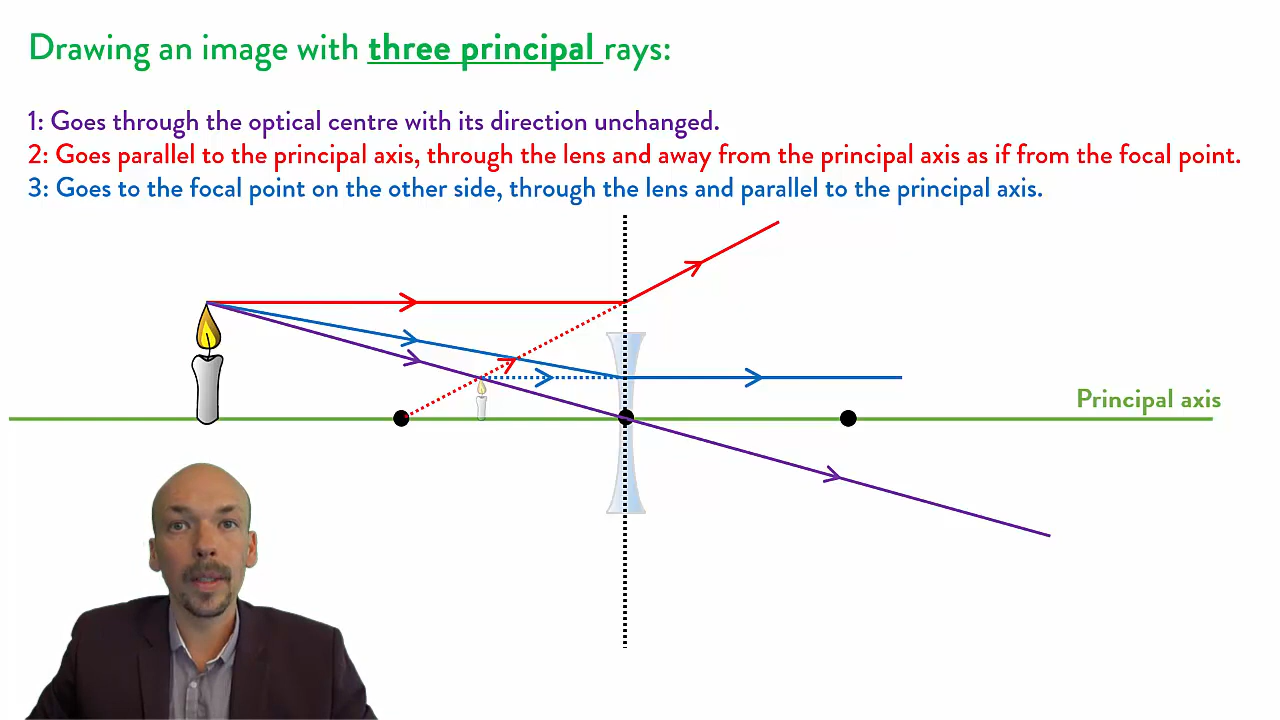 Drawing an image with three principal rays:
1: Goes through the optical centre with its direction unchanged.
2: Goes parallel to the principal axis, through the lens and away from the principal axis as if from the focal point.
3: Goes to the focal point on the other side, through the lens and parallel to the principal axis.
Principal axis